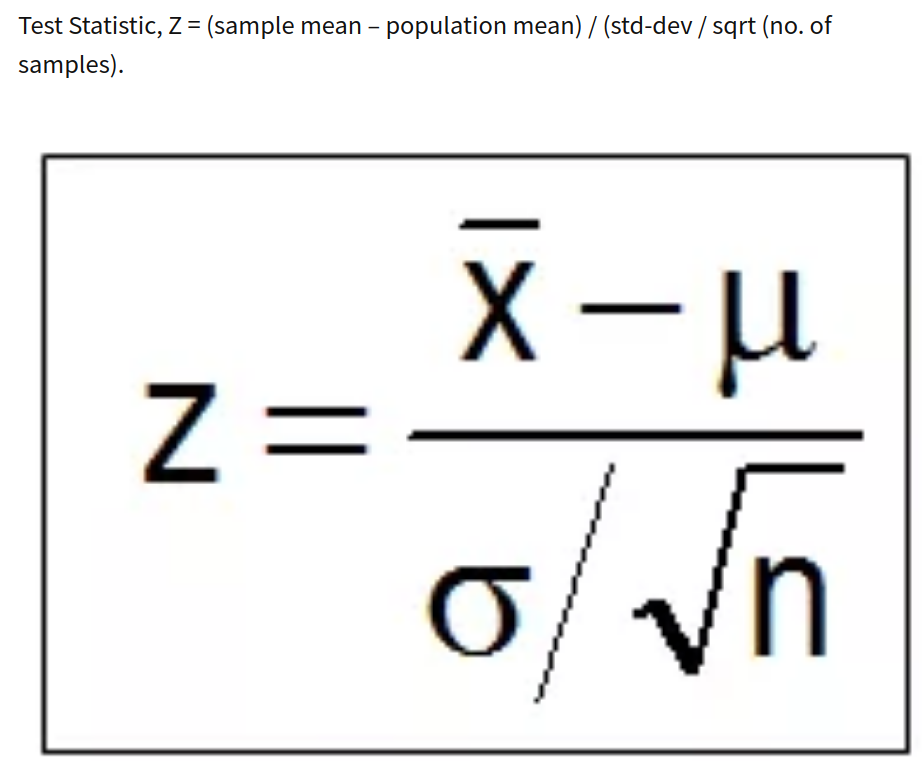 Test Statistic, Z = (sample mean – population mean) / (std-dev / sqrt (no. of
samples).
x̄ – μ
z =
σ / √n